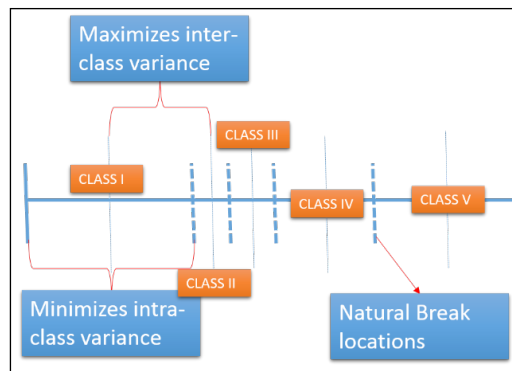 Maximizes inter-
class variance
CLASS III
CLASS I
CLASS IV
CLASS V
CLASS II
Minimizes intra-
class variance
Natural Break
locations